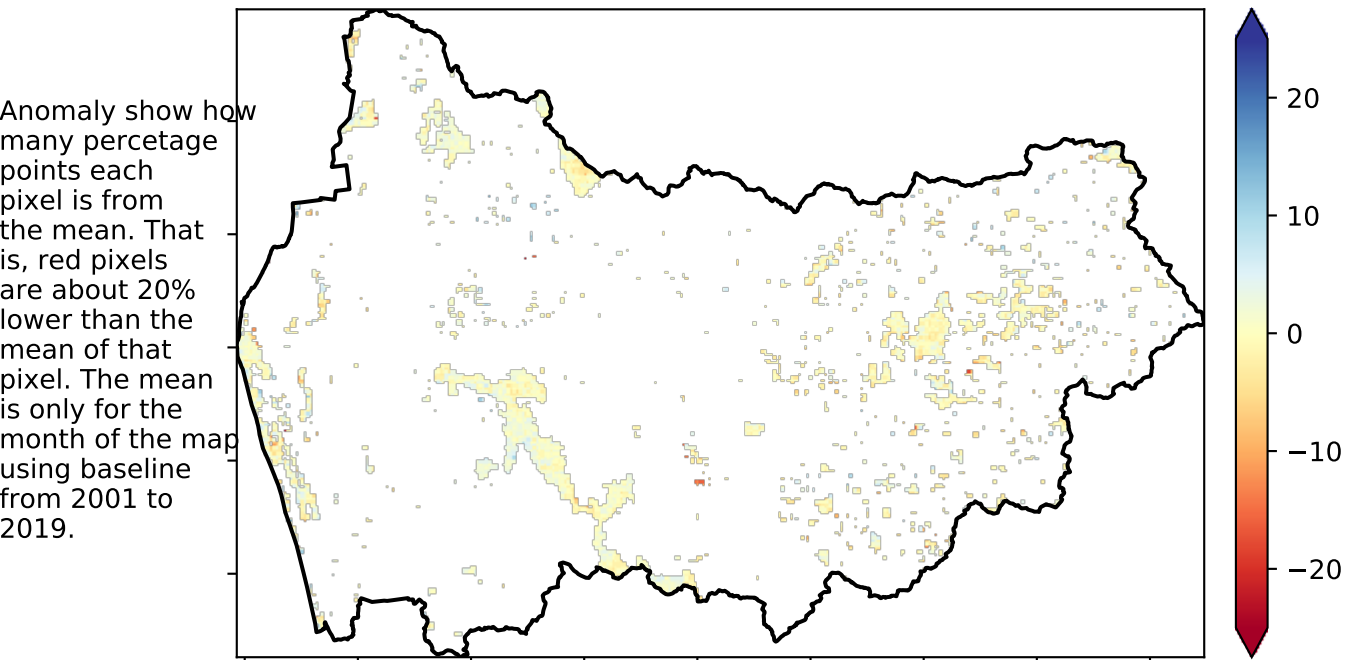 Anomaly show how
many percetage
points each
pixel is from
the mean. That
is, red pixels
are about 20%
lower than the
mean of that
pixel. The mean
is only for the
month of the map
using baseline
from 2001 to
2019.
20
10
0
−10
−20